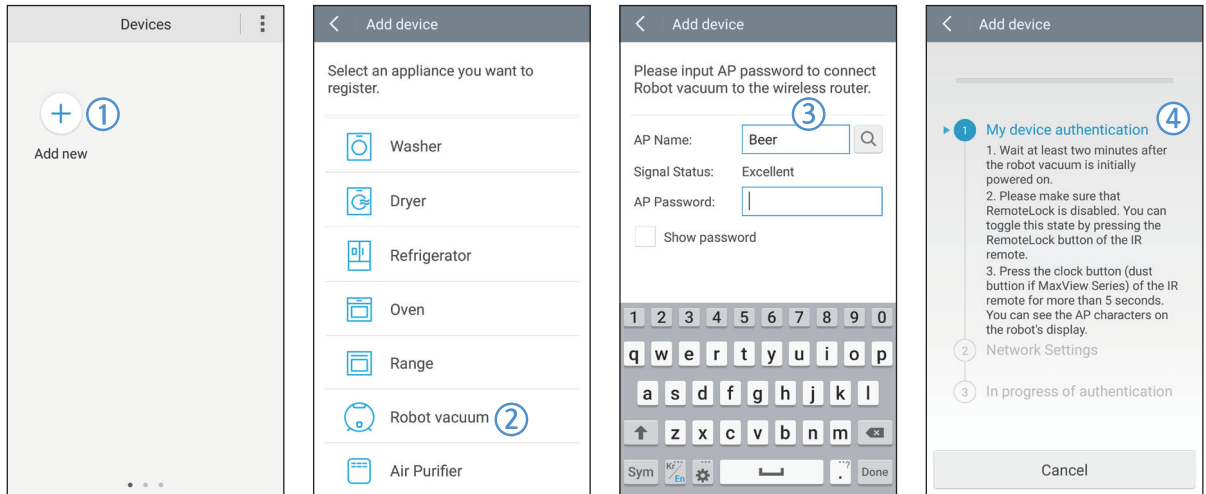 Devices
①
Add new
Add device
Select an appliance you want to
register.
Washer
Dryer
Refrigerator
Oven
Range
Robot vacuum ②
Air Purifier
Add device
Please input AP password to connect
Robot vacuum to the wireless router.
③
AP Name: Beer
Signal Status: Excellent
AP Password:
Show password
1 2 3 4 5 6 7 8 9 0
q w e r t y u i o p
a s d f g h j k l
z x c v b n m
Sym Kr/En . ? Done
Add device
④
1 My device authentication
1. Wait at least two minutes after
the robot vacuum is initially
powered on.
2. Please make sure that
RemoteLock is disabled. You can
toggle this state by pressing the
RemoteLock button of the IR
remote.
3. Press the clock button (dust
buttion if MaxView Series) of the IR
remote for more than 5 seconds.
You can see the AP characters on
the robot's display.
2 Network Settings
3 In progress of authentication
Cancel